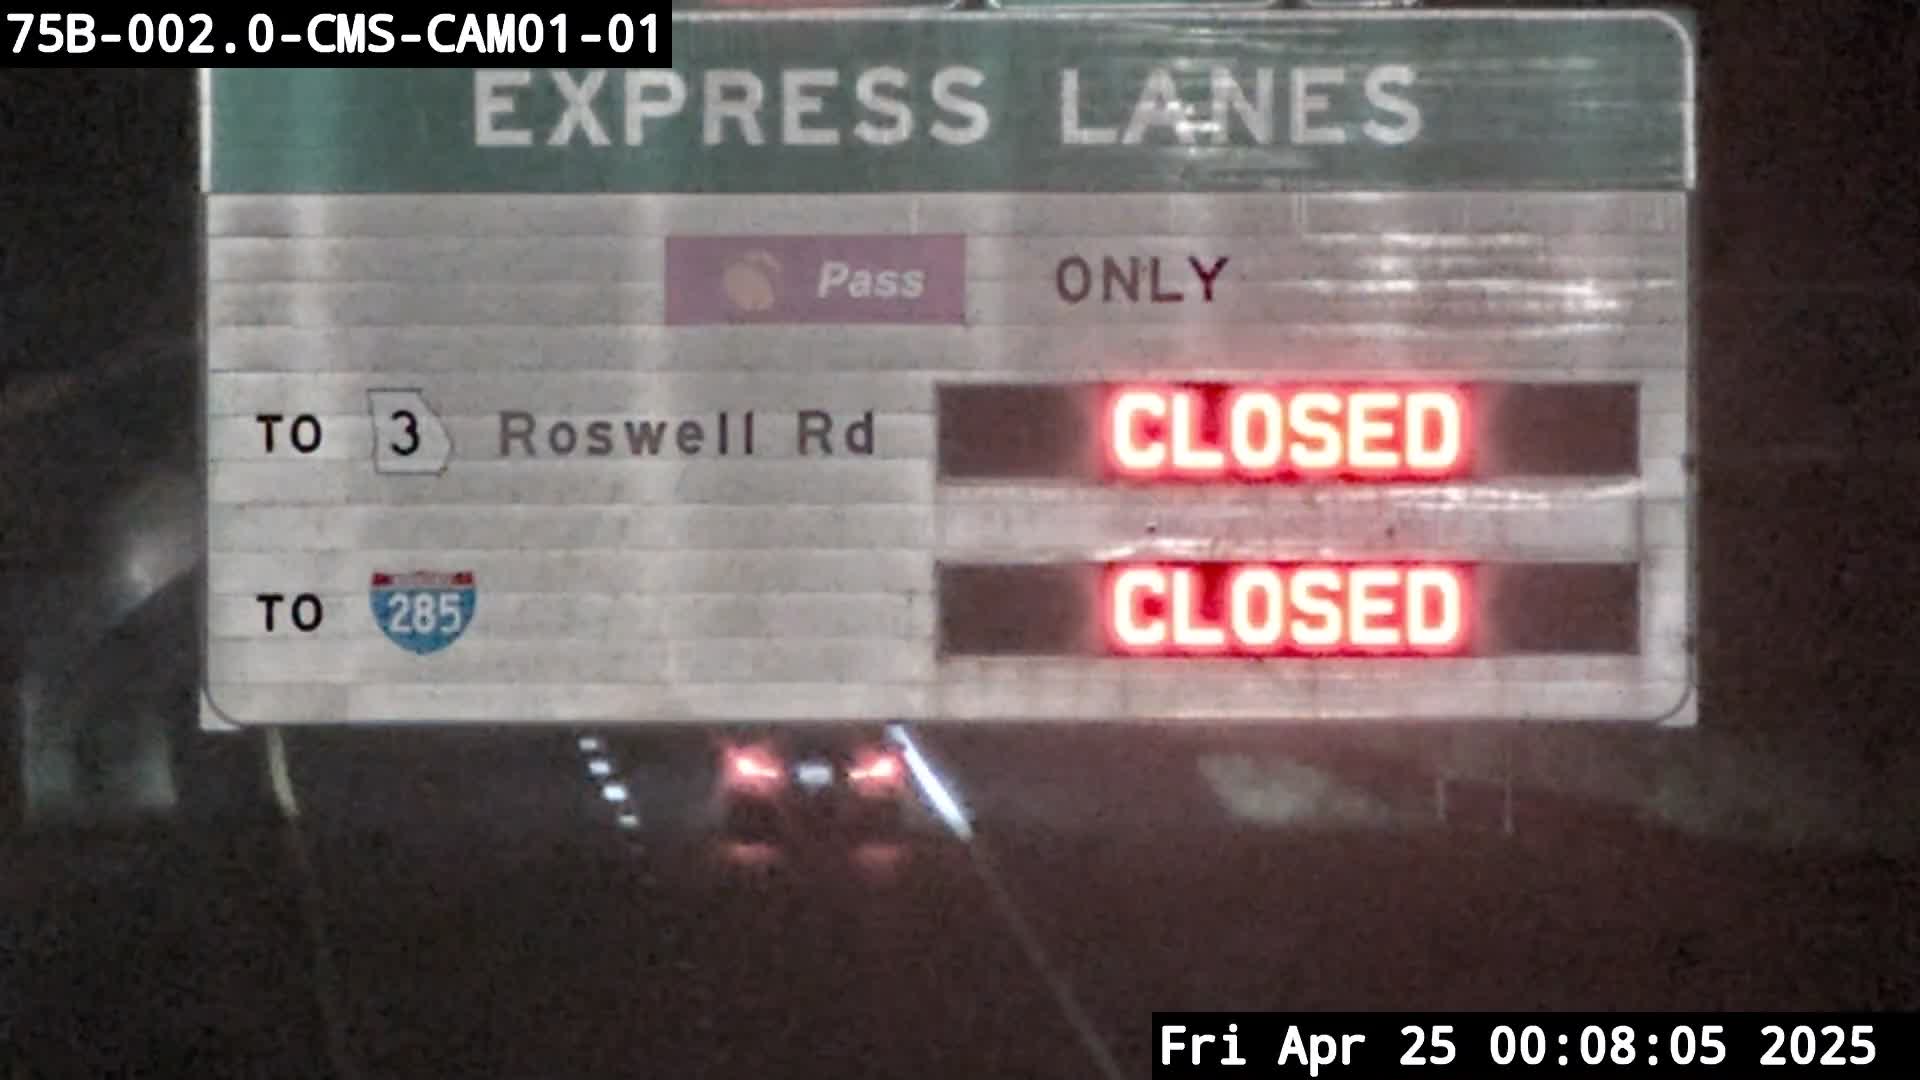 75B-002.0-CMS-CAM01-01
EXPRESS LANES
Pass ONLY
TO 3 Roswell Rd CLOSED
TO 285 CLOSED
Fri Apr 25 00:08:05 2025